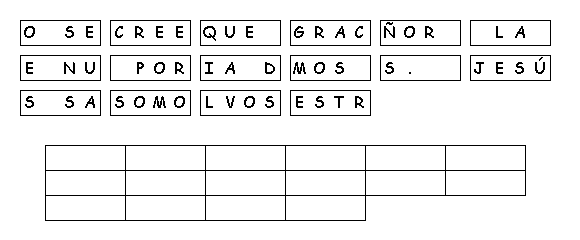 O SE CREE QUE GRAC ÑOR LA
E NU POR IA D MOS S. JESÚ
S SA SOMO LVOS ESTR